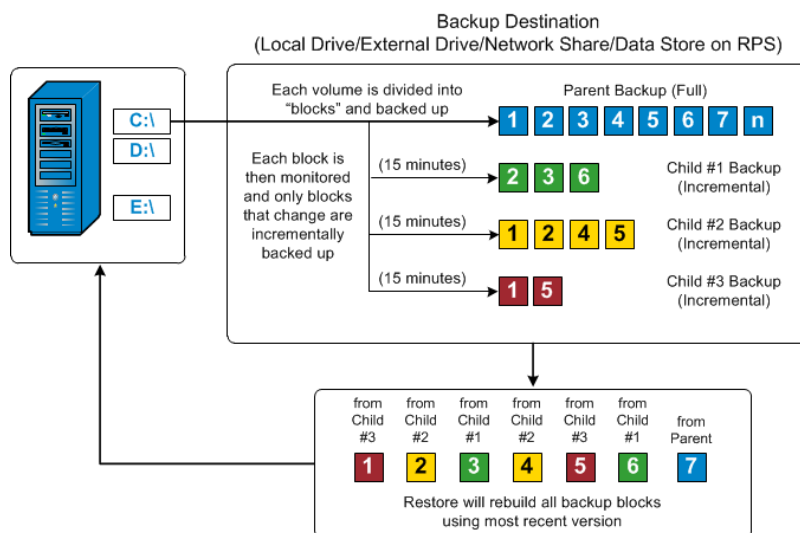 Backup Destination
(Local Drive/External Drive/Network Share/Data Store on RPS)
C:\
D:\
E:\
Each volume is divided into
“blocks” and backed up
Parent Backup (Full)
1 2 3 4 5 6 7 n
Each block is
then monitored
and only blocks
that change are
incrementally
backed up
(15 minutes)
2 3 6
Child #1 Backup
(Incremental)
(15 minutes)
1 2 4 5
Child #2 Backup
(Incremental)
(15 minutes)
1 5
Child #3 Backup
(Incremental)
from
Child
#3
from
Child
#2
from
Child
#1
from
Child
#2
from
Child
#3
from
Child
#1
from
Parent
1 2 3 4 5 6 7
Restore will rebuild all backup blocks
using most recent version